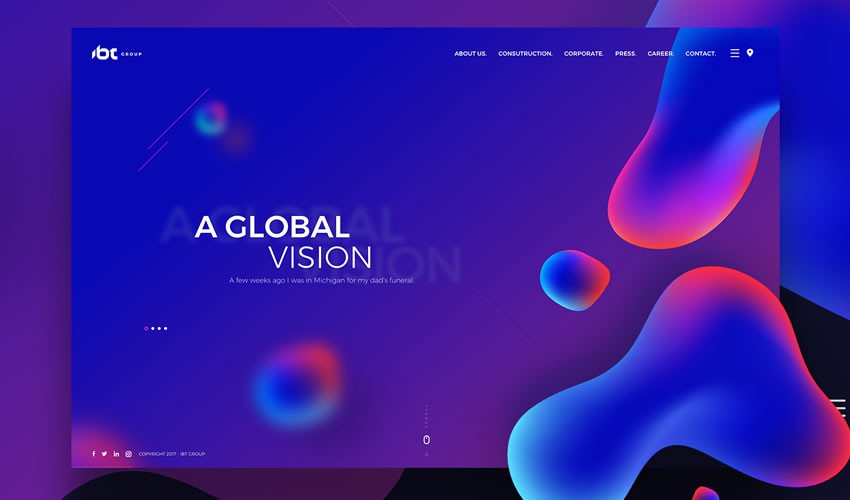 ibt GROUP
ABOUT US. CONSUTRUCTION. CORPORATE. PRESS. CAREER. CONTACT.
A GLOBAL
VISION
A few weeks ago I was in Michigan for my dad's funeral.
SCROLL
COPYRIGHT 2017 - IBT GROUP